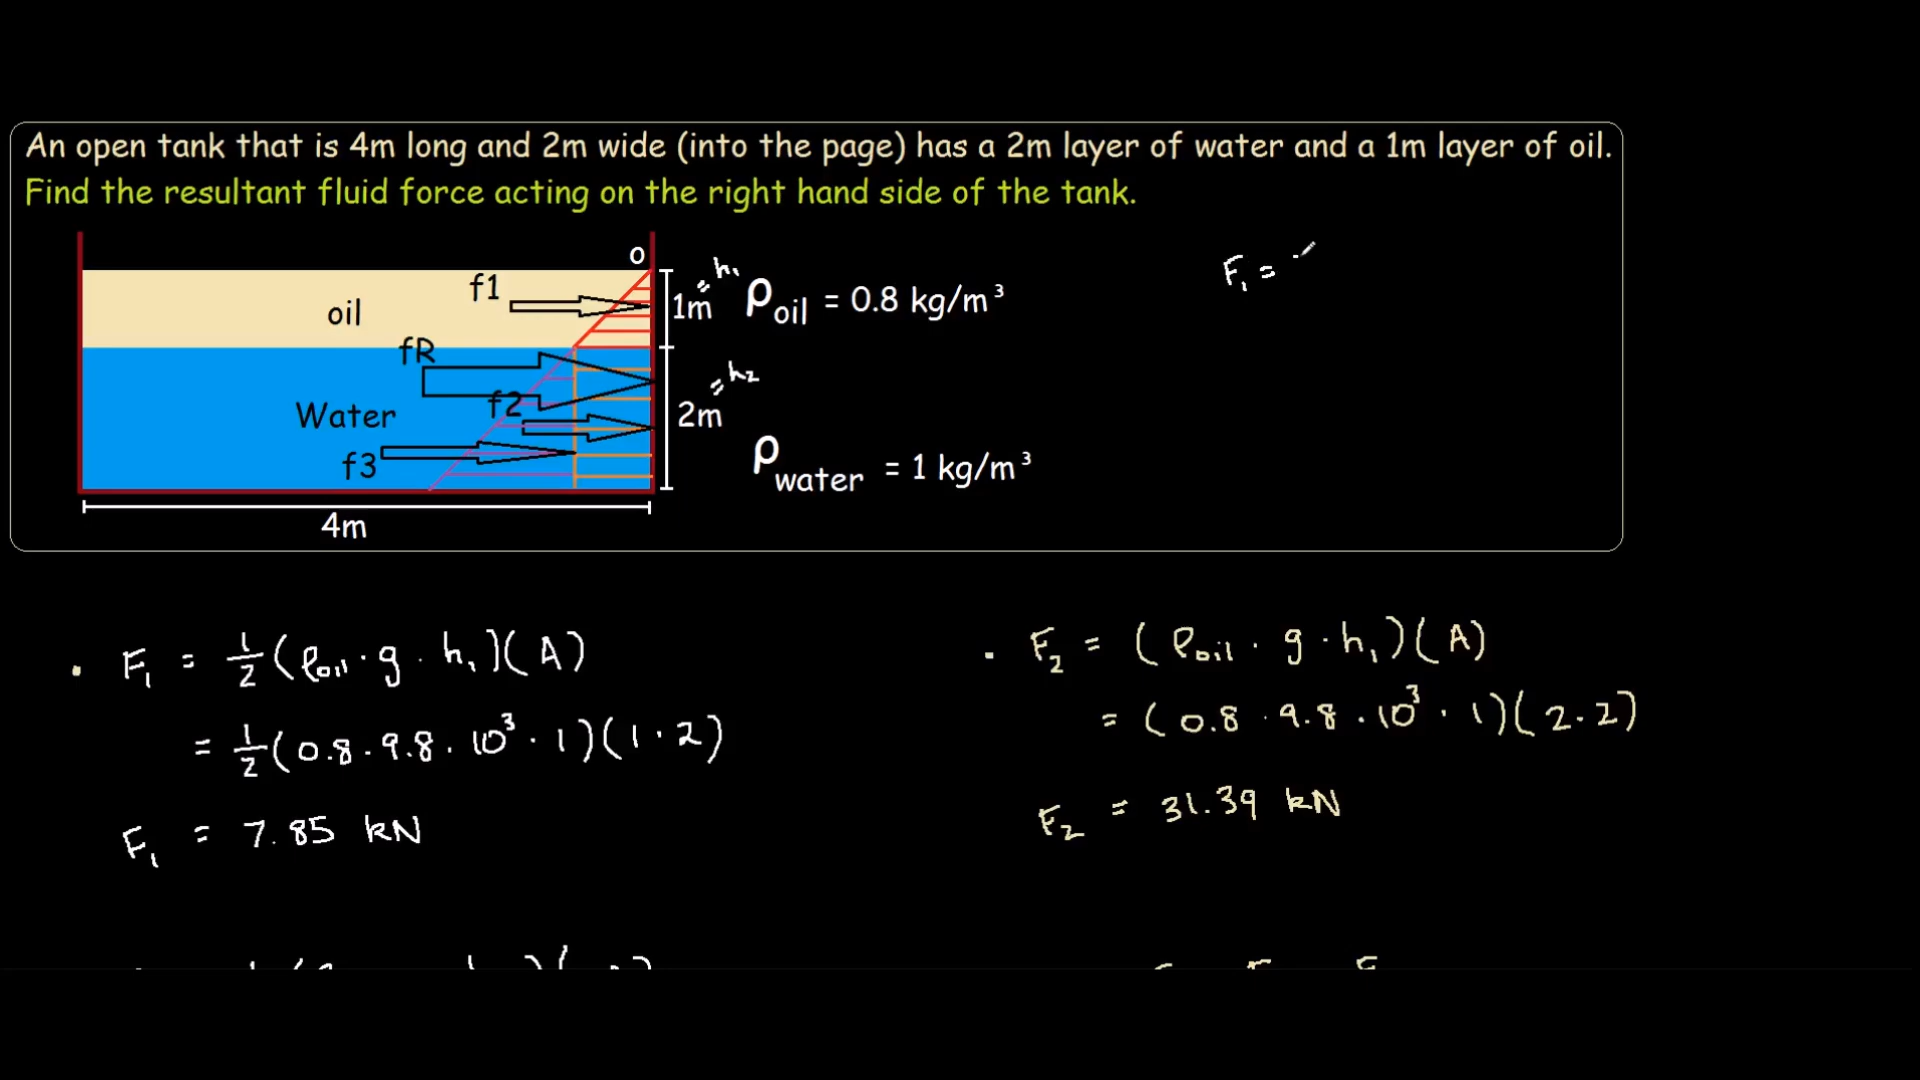 An open tank that is 4m long and 2m wide (into the page) has a 2m layer of water and a 1m layer of oil.
Find the resultant fluid force acting on the right hand side of the tank.
o
f1
oil
1m = h₁
ρoil = 0.8 kg/m³
F₁ =
fR
f2
Water
= h₂
2m
f3
ρwater = 1 kg/m³
4m
• F₁ = ½ (ρoil · g · h₁)(A)
= ½ (0.8 · 9.8 · 10³ · 1)(1 · 2)
F₁ = 7.85 kN
• F₂ = (ρoil · g · h₁)(A)
= (0.8 · 9.8 · 10³ · 1)(2 · 2)
F₂ = 31.39 kN